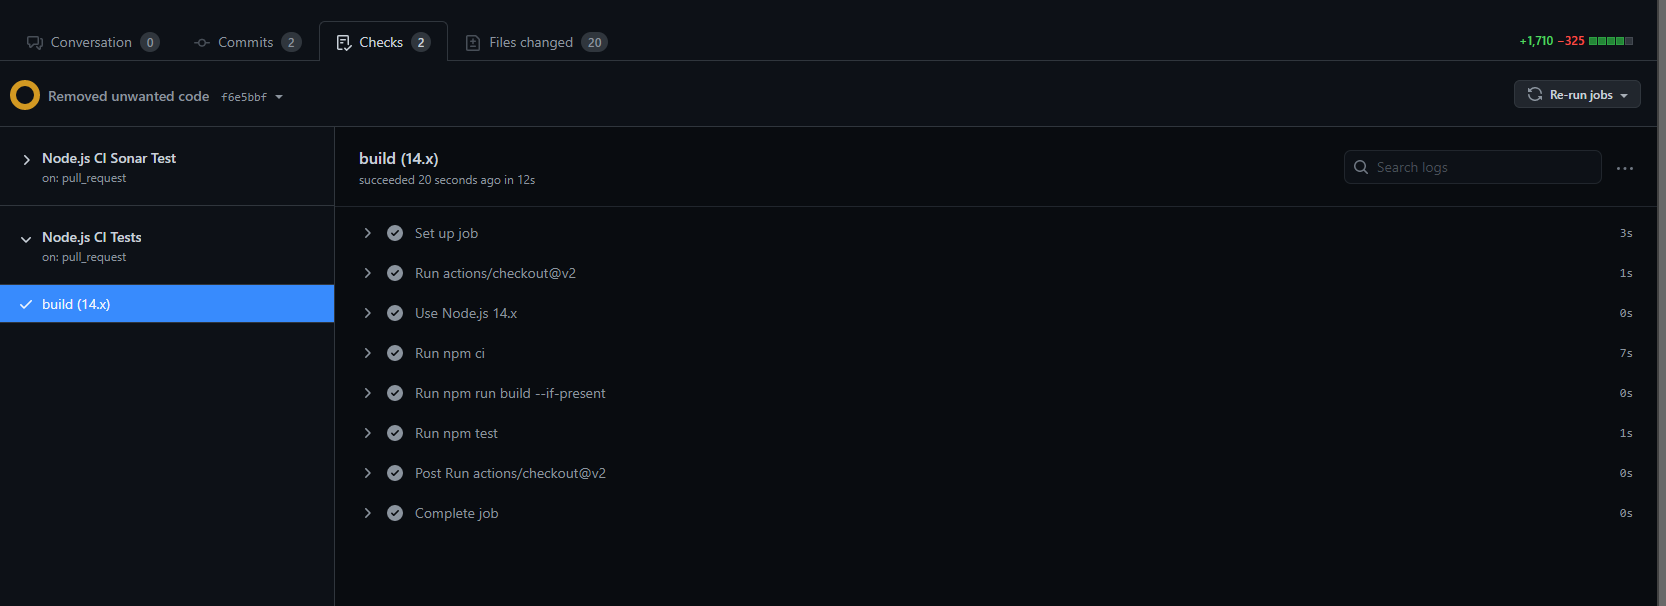 Conversation 0 Commits 2 Checks 2 Files changed 20 +1,710 −325
Removed unwanted code f6e5bbf Re-run jobs
Node.js CI Sonar Test
on: pull_request
Node.js CI Tests
on: pull_request
build (14.x)
build (14.x)
succeeded 20 seconds ago in 12s
Search logs
Set up job 3s
Run actions/checkout@v2 1s
Use Node.js 14.x 0s
Run npm ci 7s
Run npm run build --if-present 0s
Run npm test 1s
Post Run actions/checkout@v2 0s
Complete job 0s